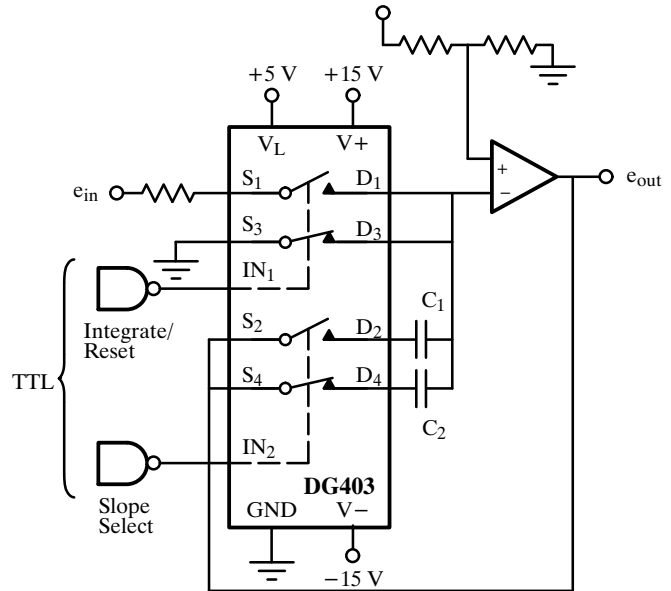 +5 V
+15 V
V_L
V+
e_in
S_1
D_1
+
−
e_out
S_3
D_3
IN_1
Integrate/
Reset
C_1
S_2
D_2
TTL
S_4
D_4
C_2
IN_2
DG403
Slope
Select
GND
V−
−15 V